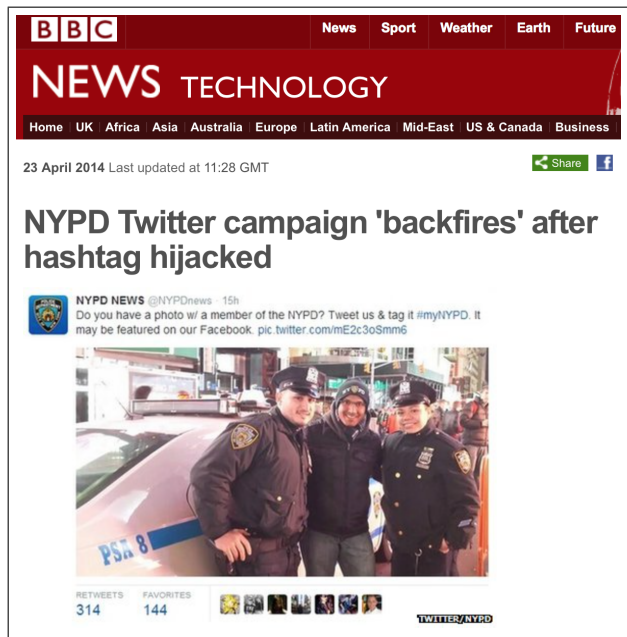 BBC
News Sport Weather Earth Future
NEWS TECHNOLOGY
Home UK Africa Asia Australia Europe Latin America Mid-East US & Canada Business
23 April 2014 Last updated at 11:28 GMT
Share f
NYPD Twitter campaign 'backfires' after
hashtag hijacked
NYPD NEWS @NYPDnews · 15h
Do you have a photo w/ a member of the NYPD? Tweet us & tag it #myNYPD. It
may be featured on our Facebook. pic.twitter.com/mE2c3oSmm6
PSA 8
RETWEETS FAVORITES
314 144
TWITTER/NYPD